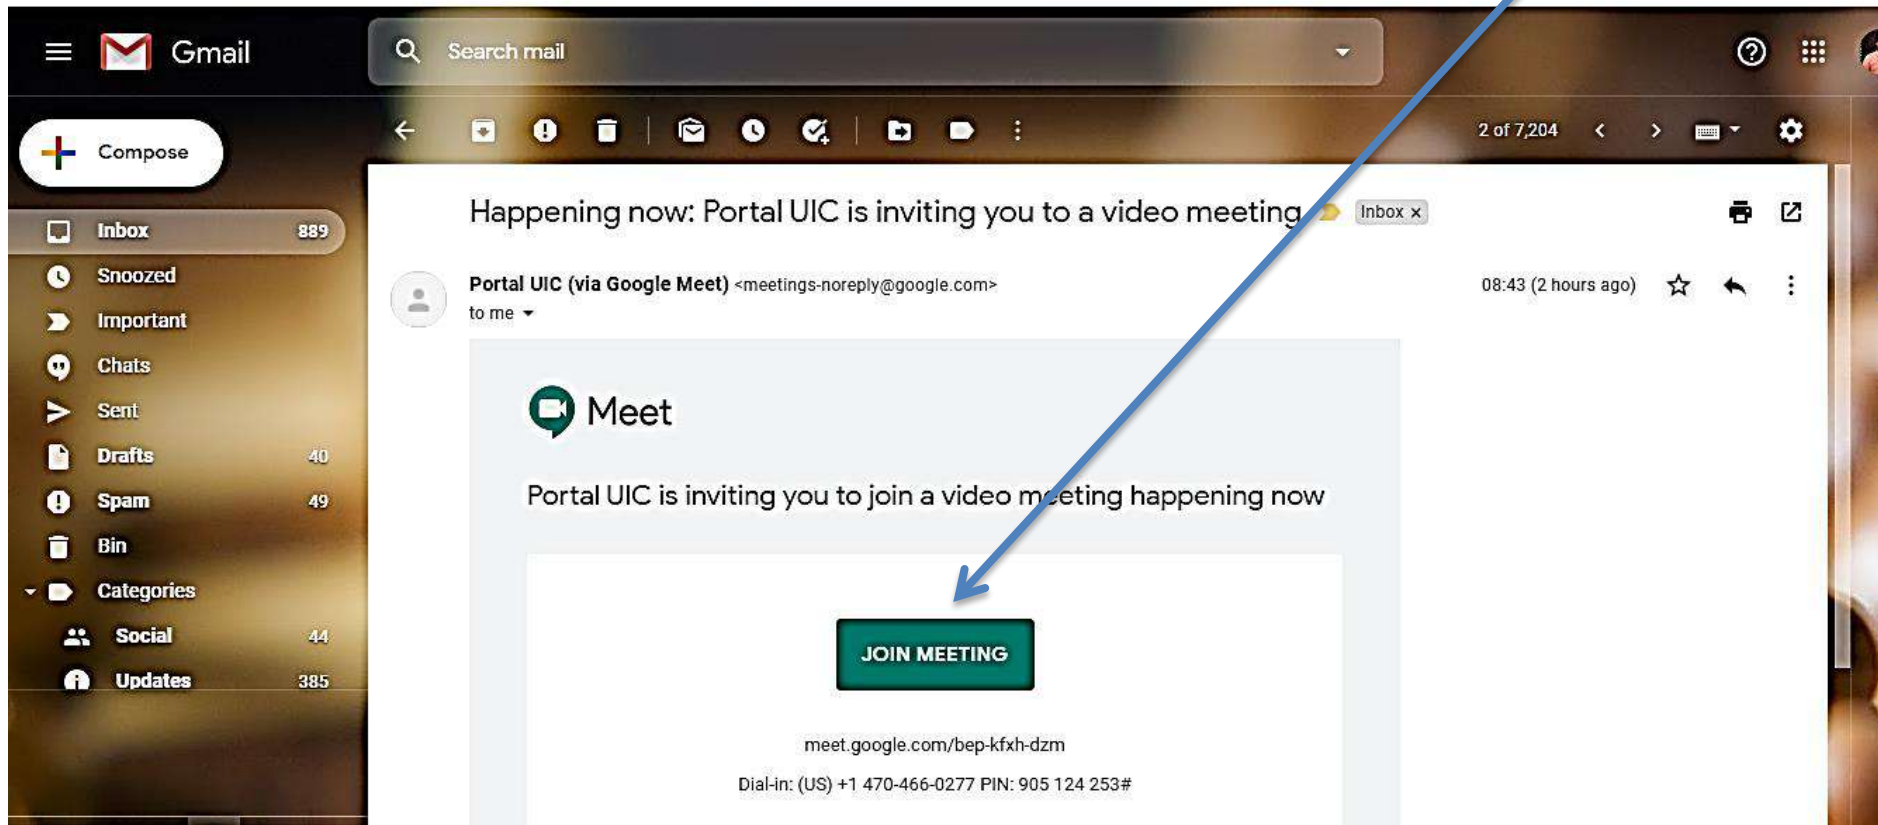 Gmail
Search mail
Compose
2 of 7,204
Inbox 889
Snoozed
Important
Chats
Sent
Drafts 40
Spam 49
Bin
Categories
Social 44
Updates 385
Happening now: Portal UIC is inviting you to a video meeting Inbox x
Portal UIC (via Google Meet) <meetings-noreply@google.com> 08:43 (2 hours ago)
to me
Meet
Portal UIC is inviting you to join a video meeting happening now
JOIN MEETING
meet.google.com/bep-kfxh-dzm
Dial-in: (US) +1 470-466-0277 PIN: 905 124 253#